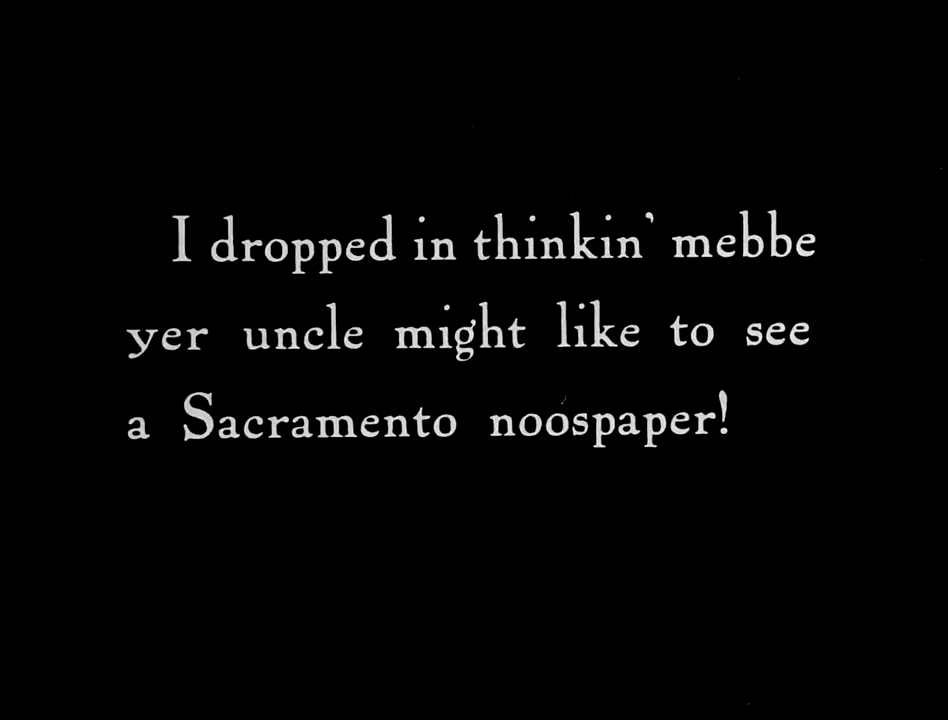 I dropped in thinkin' mebbe
yer uncle might like to see
a Sacramento noospaper!